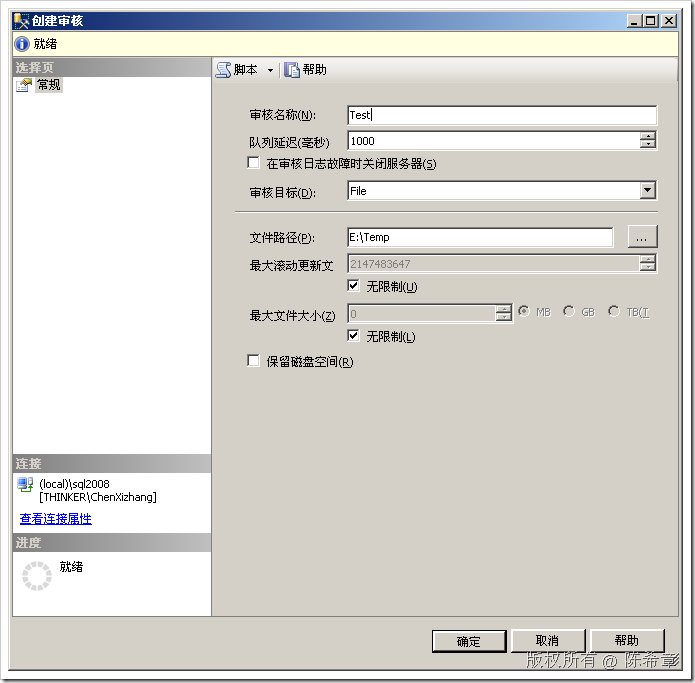 创建审核
就绪
选择页
常规
脚本 帮助
审核名称(N): Test
队列延迟(毫秒) 1000
在审核日志故障时关闭服务器(S)
审核目标(D): File
文件路径(P): E:\Temp ...
最大滚动更新文 2147483647
无限制(U)
最大文件大小(Z) 0 MB GB TB(T
无限制(L)
保留磁盘空间(R)
连接
(local)\sql2008
[THINKER\ChenXizhang]
查看连接属性
进度
就绪
确定 取消 帮助
版权所有 @ 陈希章